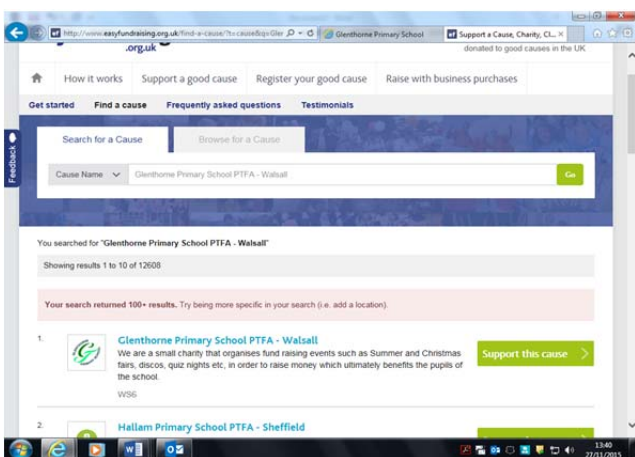 http://www.easyfundraising.org.uk/find-a-cause/?t=cause&q=Gler
Glenthorne Primary School
Support a Cause, Charity, Cl...
.org.uk
donated to good causes in the UK
How it works
Support a good cause
Register your good cause
Raise with business purchases
Get started
Find a cause
Frequently asked questions
Testimonials
Feedback
Search for a Cause
Browse for a Cause
Cause Name
Glenthorne Primary School PTFA - Walsall
Go
You searched for "Glenthorne Primary School PTFA - Walsall"
Showing results 1 to 10 of 12608
Your search returned 100+ results. Try being more specific in your search (i.e. add a location).
1.
Glenthorne Primary School PTFA - Walsall
We are a small charity that organises fund raising events such as Summer and Christmas
fairs, discos, quiz nights etc, in order to raise money which ultimately benefits the pupils of
the school.
WS6
Support this cause
2.
Hallam Primary School PTFA - Sheffield
13:40
27/11/2015